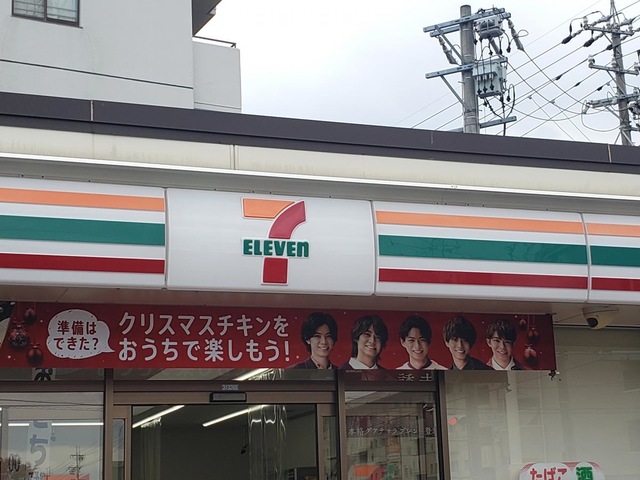 7
ELEVEn
準備は
できた?
クリスマスチキンを
おうちで楽しもう!
たばこ
酒